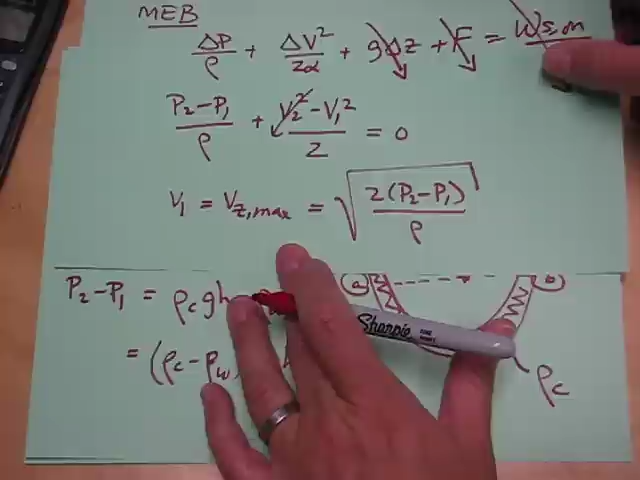 MEB
ΔP/ρ + ΔV²/2α + gΔz + F = Ws,on
P₂-P₁/ρ + V₂²-V₁²/2 = 0
V₁ = Vz,max = √(2(P₂-P₁)/ρ)
P₂-P₁ = ρc gh
a
b
= (ρc - ρw
Sharpie
ρc